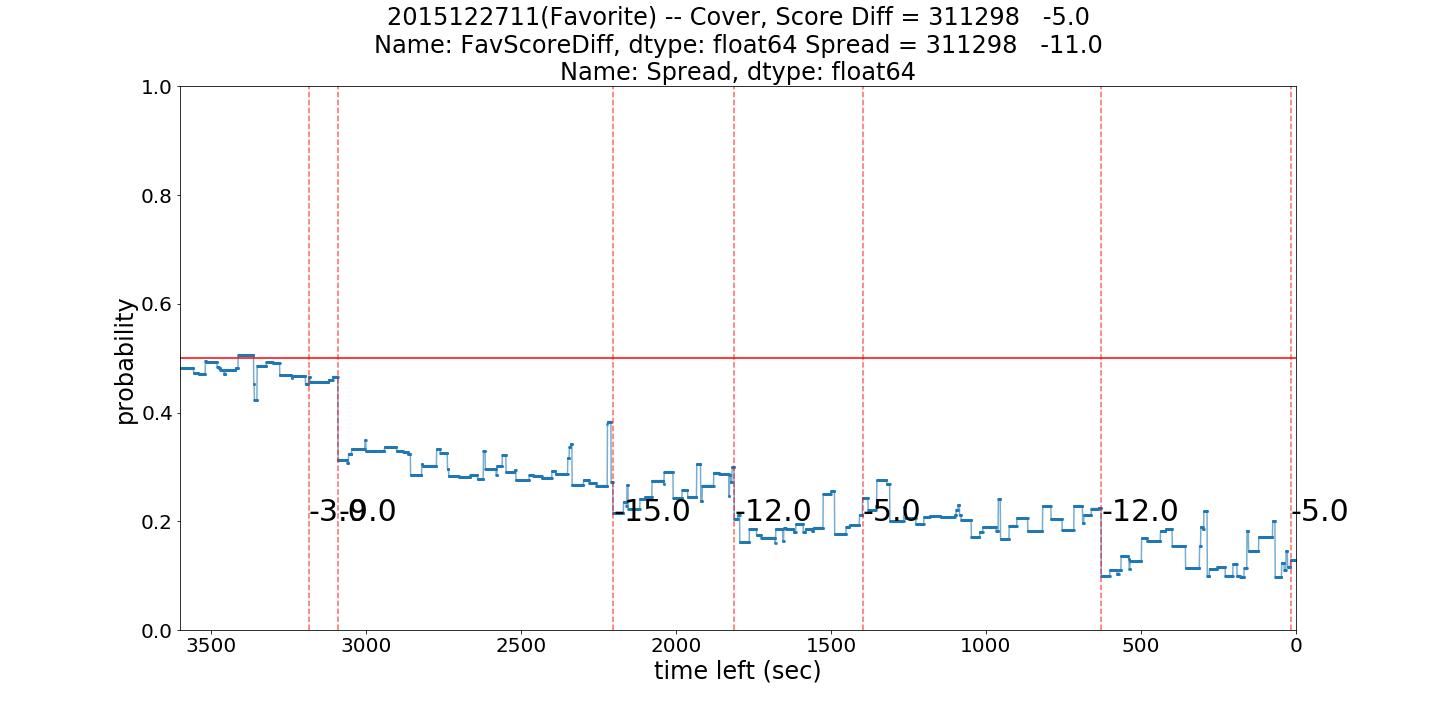 2015122711(Favorite) -- Cover, Score Diff = 311298   -5.0
Name: FavScoreDiff, dtype: float64 Spread = 311298   -11.0
Name: Spread, dtype: float64
1.0
0.8
0.6
0.4
0.2
0.0
probability
-3.0
-9.0
-15.0
-12.0
-5.0
-12.0
-5.0
3500 3000 2500 2000 1500 1000 500 0
time left (sec)